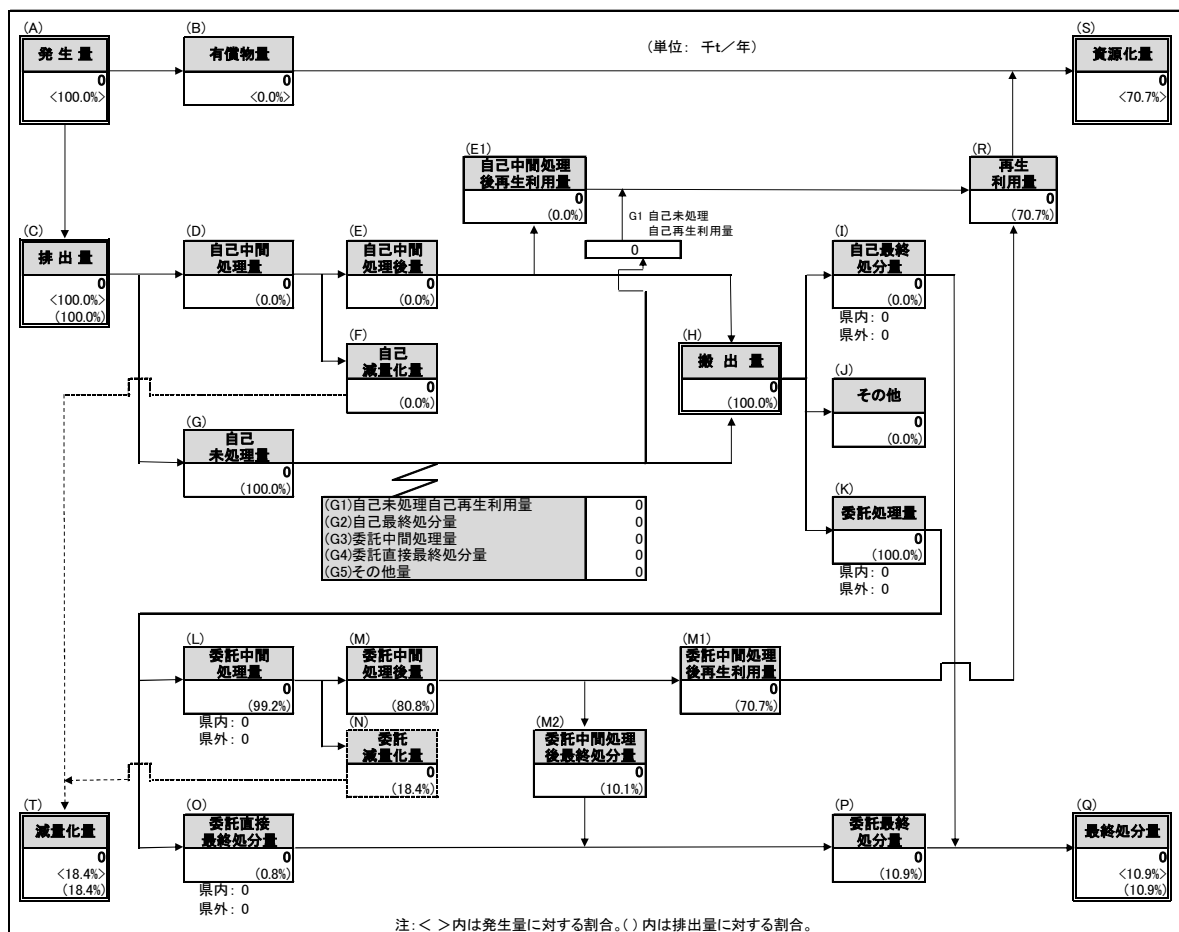 (A)
発生量
0
<100.0%>
(B)
有償物量
0
<0.0%>
(単位： 千t／年)
(S)
資源化量
0
<70.7%>
(E1)
自己中間処理
後再生利用量
0
(0.0%)
G1 自己未処理
自己再生利用量
0
(R)
再生
利用量
0
(70.7%)
(C)
排出量
0
<100.0%>
(100.0%)
(D)
自己中間
処理量
0
(0.0%)
(E)
自己中間
処理後量
0
(0.0%)
(I)
自己最終
処分量
0
(0.0%)
県内： 0
県外： 0
(F)
自己
減量化量
0
(0.0%)
(H)
搬出量
0
(100.0%)
(J)
その他
0
(0.0%)
(G)
自己
未処理量
0
(100.0%)
(G1)自己未処理自己再生利用量 0
(G2)自己最終処分量 0
(G3)委託中間処理量 0
(G4)委託直接最終処分量 0
(G5)その他量 0
(K)
委託処理量
0
(100.0%)
県内： 0
県外： 0
(L)
委託中間
処理量
0
(99.2%)
県内： 0
県外： 0
(M)
委託中間
処理後量
0
(80.8%)
(M1)
委託中間処理
後再生利用量
0
(70.7%)
(N)
委託
減量化量
0
(18.4%)
(M2)
委託中間処理
後最終処分量
0
(10.1%)
(T)
減量化量
0
<18.4%>
(18.4%)
(O)
委託直接
最終処分量
0
(0.8%)
県内： 0
県外： 0
(P)
委託最終
処分量
0
(10.9%)
(Q)
最終処分量
0
<10.9%>
(10.9%)
注：< >内は発生量に対する割合。( )内は排出量に対する割合。